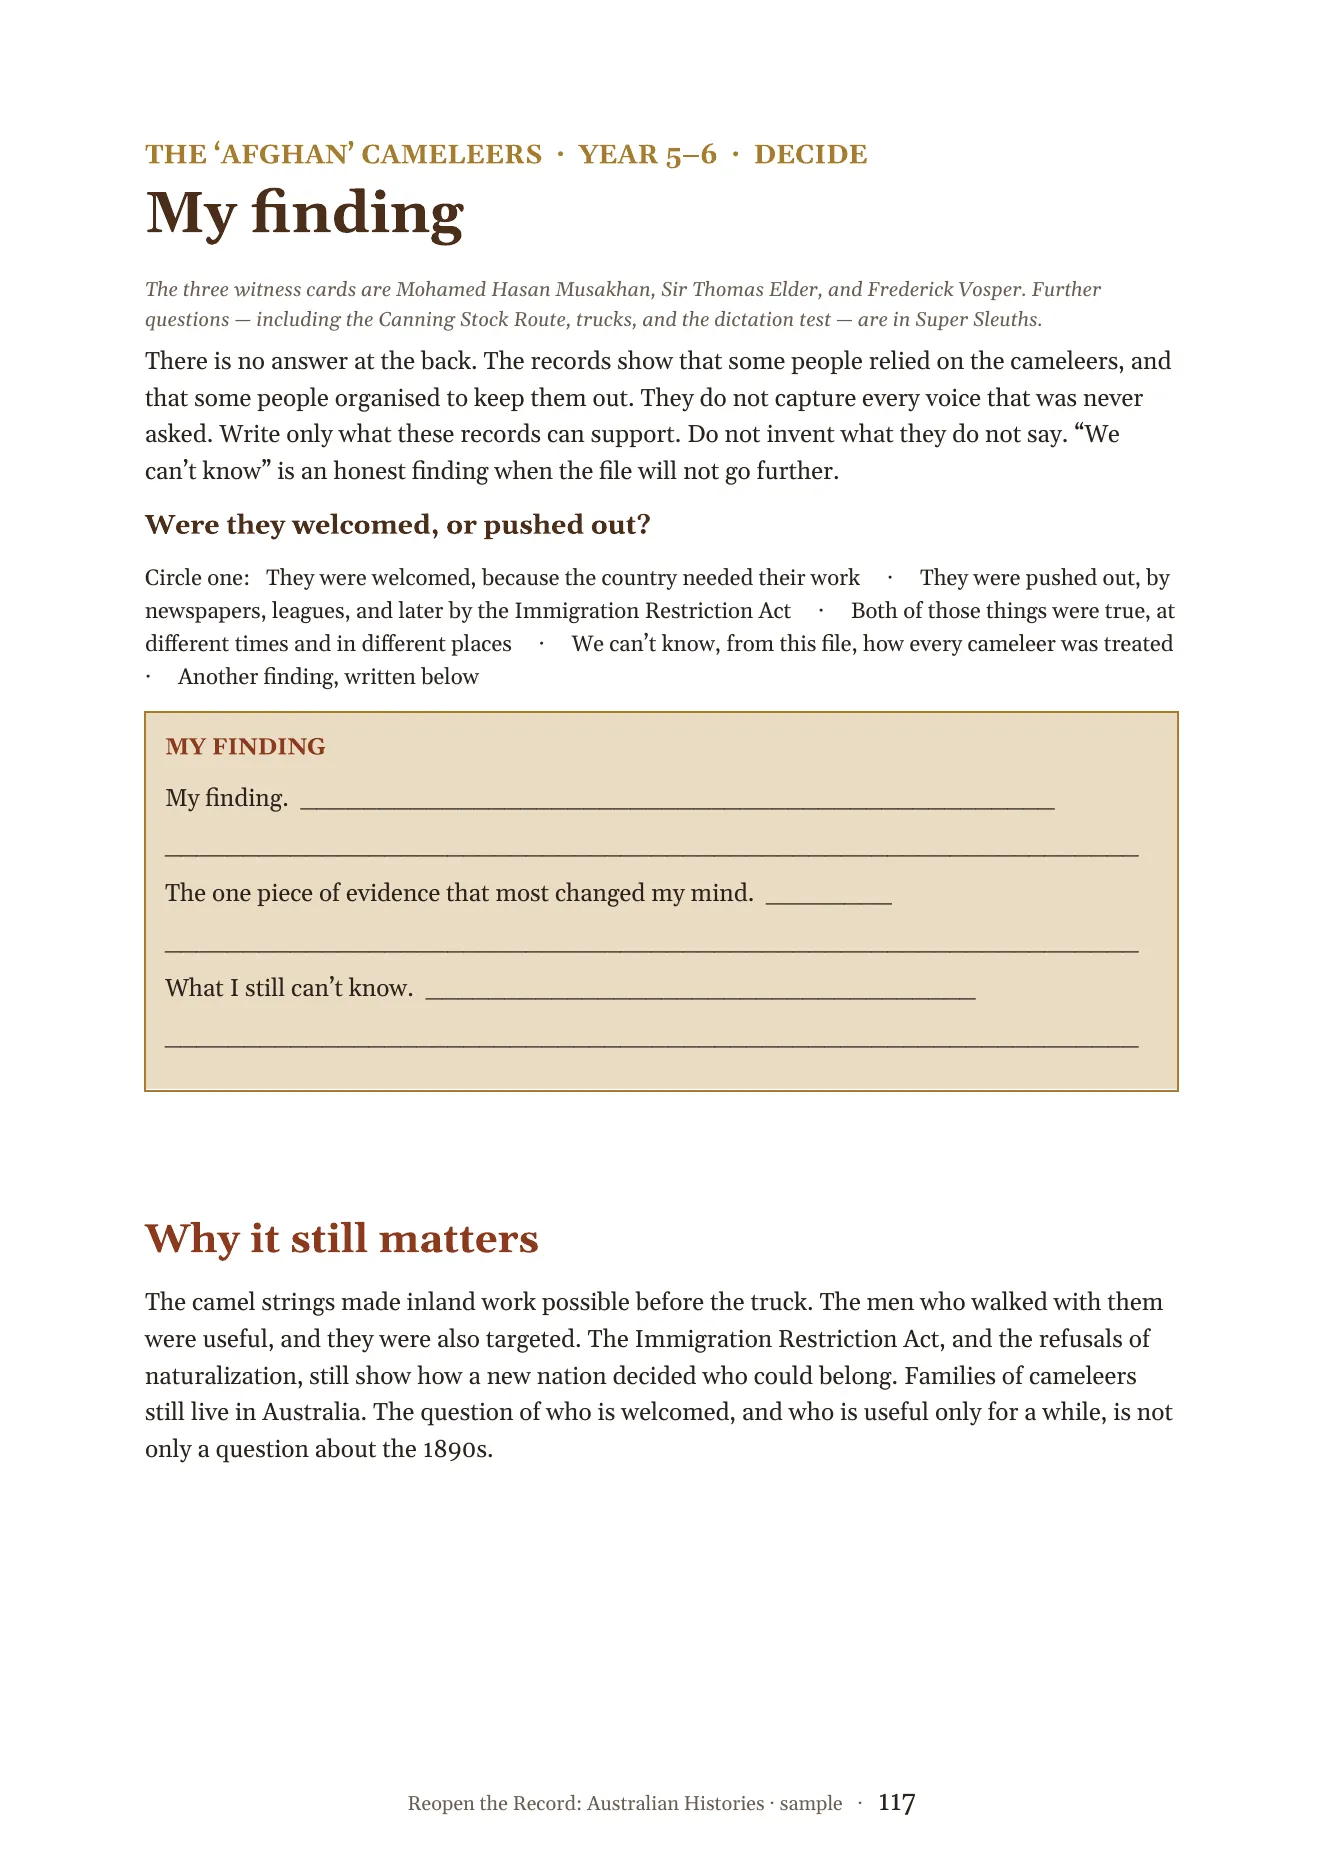 THE ‘AFGHAN’ CAMELEERS · YEAR 5–6 · DECIDE
My finding
The three witness cards are Mohamed Hasan Musakhan, Sir Thomas Elder, and Frederick Vosper. Further
questions — including the Canning Stock Route, trucks, and the dictation test — are in Super Sleuths.
There is no answer at the back. The records show that some people relied on the cameleers, and
that some people organised to keep them out. They do not capture every voice that was never
asked. Write only what these records can support. Do not invent what they do not say. “We
can’t know” is an honest finding when the file will not go further.
Were they welcomed, or pushed out?
Circle one: They were welcomed, because the country needed their work · They were pushed out, by
newspapers, leagues, and later by the Immigration Restriction Act · Both of those things were true, at
different times and in different places · We can’t know, from this file, how every cameleer was treated
· Another finding, written below
MY FINDING
My finding. ____________________________________________________________
The one piece of evidence that most changed my mind. __________
What I still can’t know. ____________________________________________
Why it still matters
The camel strings made inland work possible before the truck. The men who walked with them
were useful, and they were also targeted. The Immigration Restriction Act, and the refusals of
naturalization, still show how a new nation decided who could belong. Families of cameleers
still live in Australia. The question of who is welcomed, and who is useful only for a while, is not
only a question about the 1890s.
Reopen the Record: Australian Histories · sample · 117